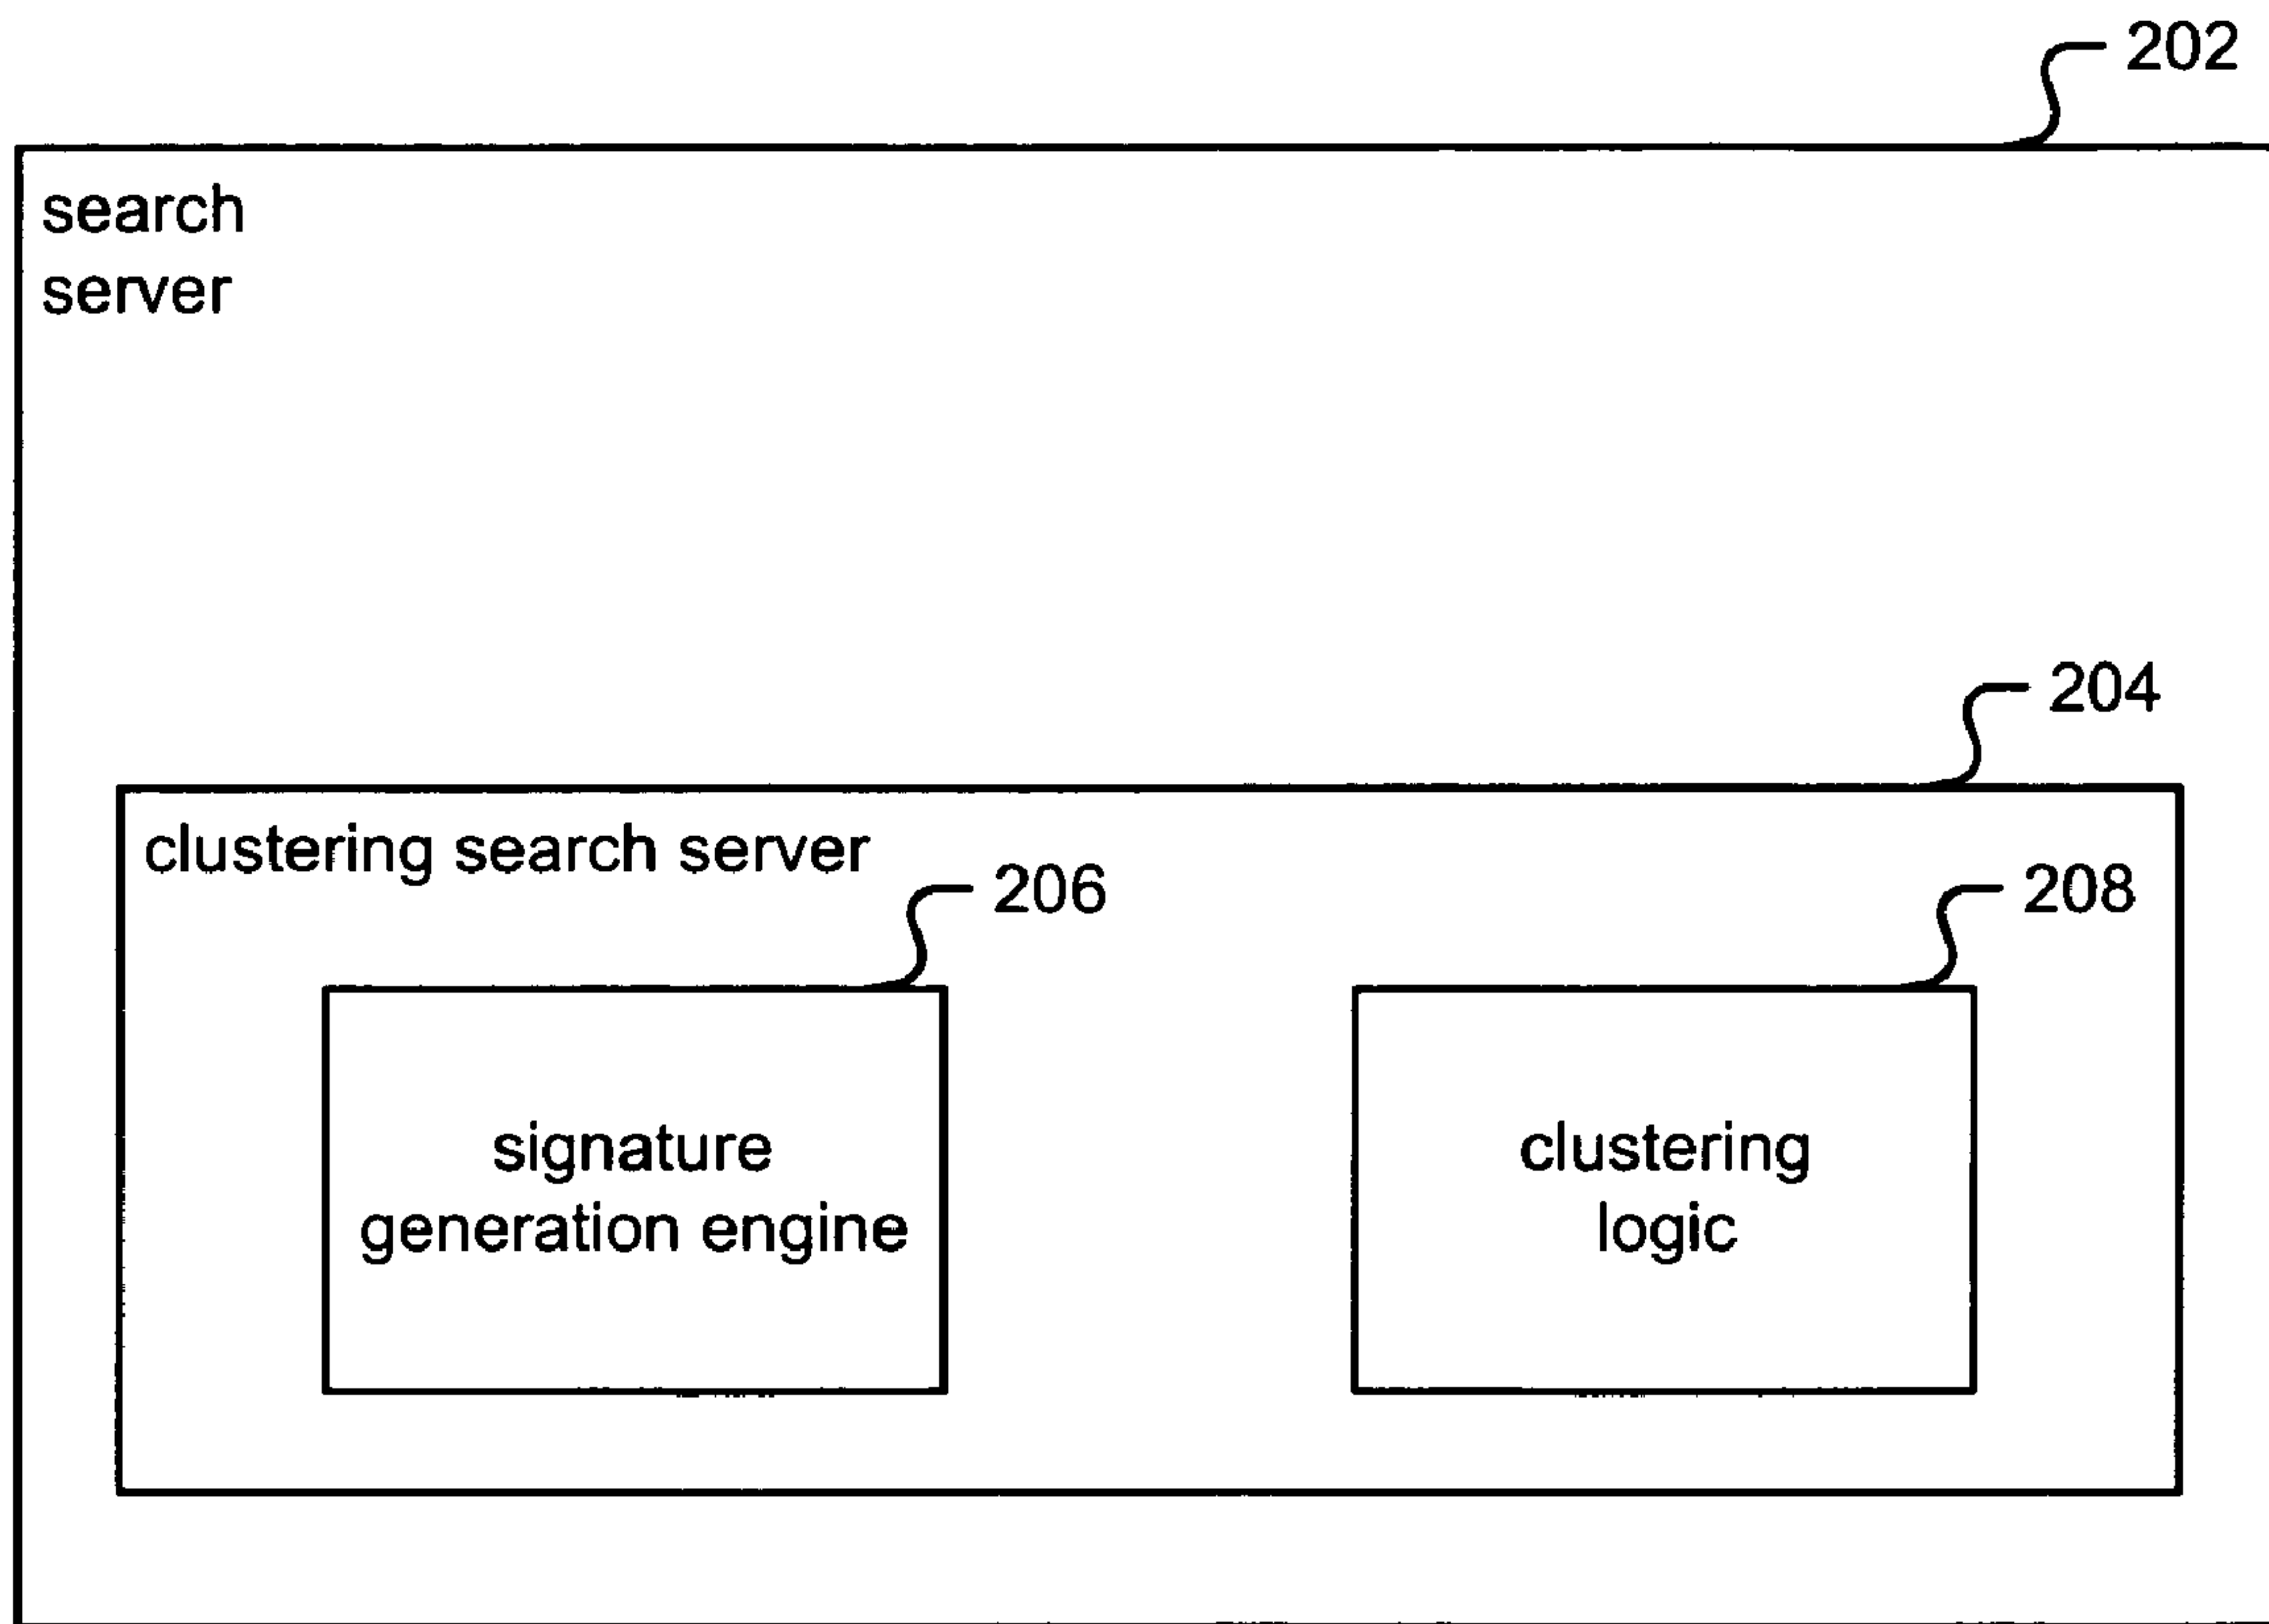 202
search
server
204
clustering search server
206
208
signature
generation engine
clustering
logic